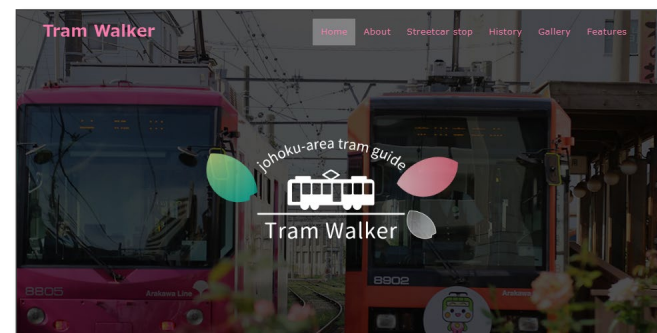 Tram Walker
Home About Streetcar stop History Gallery Features
johoku-area tram guide
Tram Walker
8805
Arakawa Line
8902
Arakawa